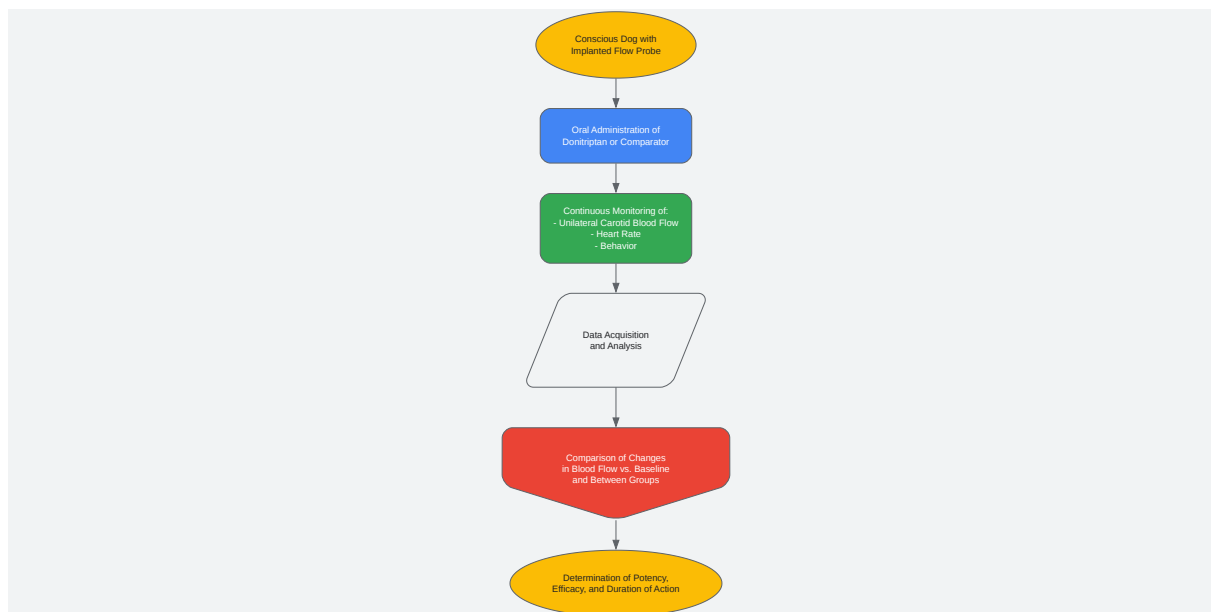 Conscious Dog with
Implanted Flow Probe
Oral Administration of
Donitriptan or Comparator
Continuous Monitoring of:
- Unilateral Carotid Blood Flow
- Heart Rate
- Behavior
Data Acquisition
and Analysis
Comparison of Changes
in Blood Flow vs. Baseline
and Between Groups
Determination of Potency,
Efficacy, and Duration of Action